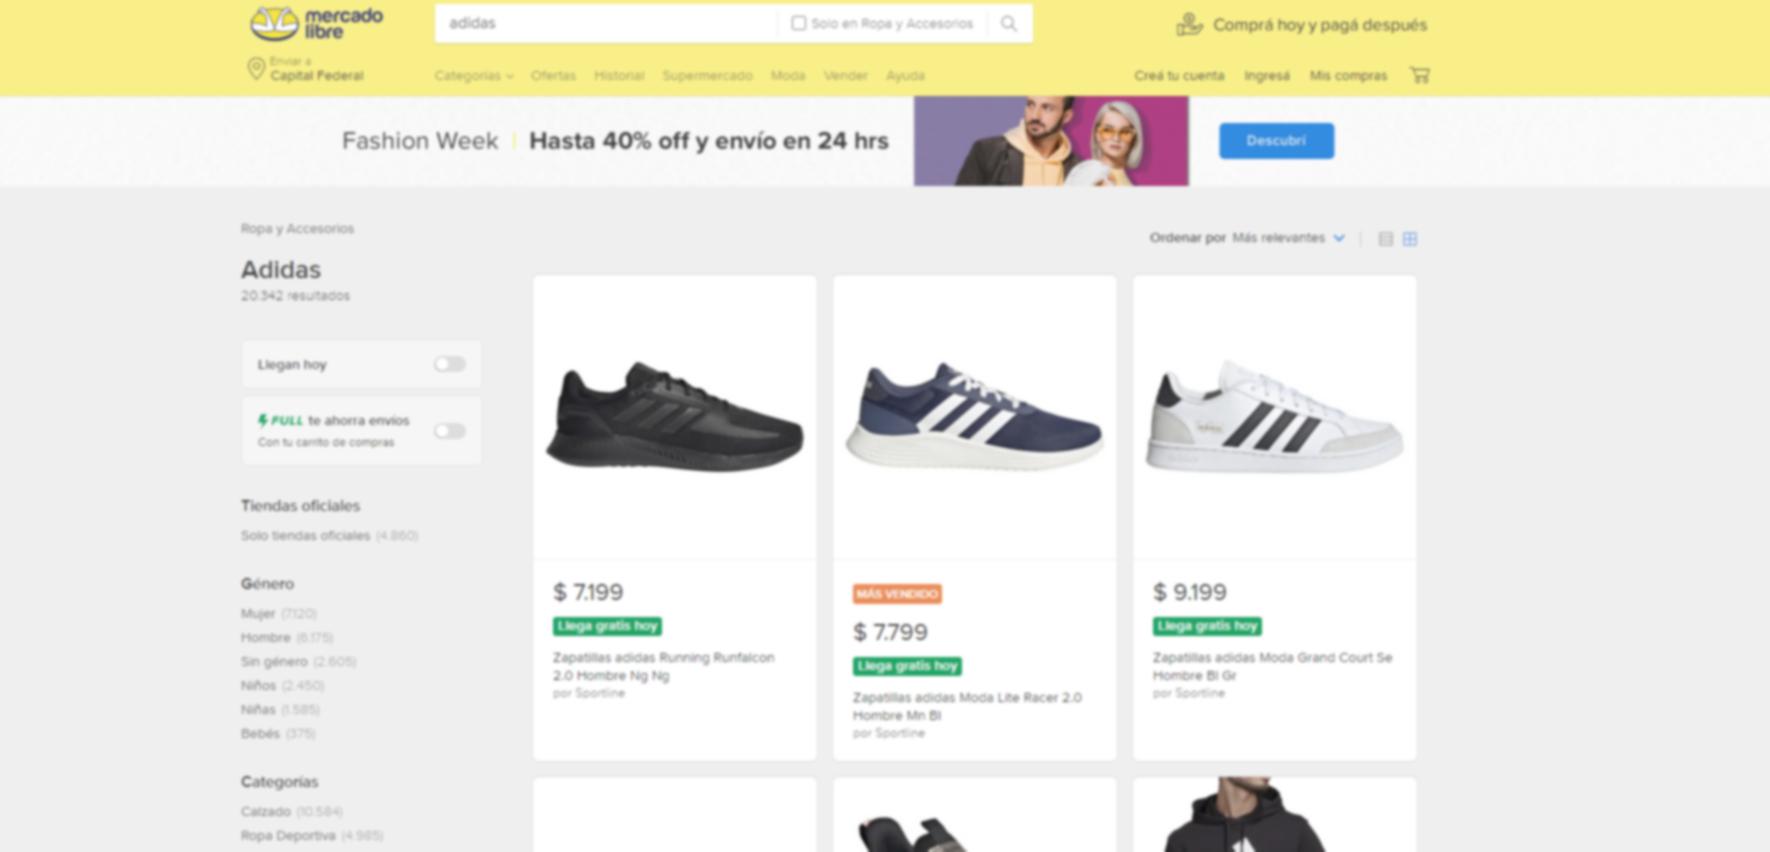 mercado
libre
adidas
Solo en Ropa y Accesorios
Comprá hoy y pagá después
Enviar a
Capital Federal
Categorías
Ofertas
Historial
Supermercado
Moda
Vender
Ayuda
Creá tu cuenta
Ingresá
Mis compras
Fashion Week
Hasta 40% off y envío en 24 hrs
Descubrí
Ropa y Accesorios
Adidas
20.342 resultados
Ordenar por Más relevantes
Llegan hoy
FULL te ahorra envíos
Con tu carrito de compras
Tiendas oficiales
Solo tiendas oficiales (4.860)
Género
Mujer (7.120)
Hombre (6.175)
Sin género (2.605)
Niños (2.450)
Niñas (1.585)
Bebés (375)
Categorías
Calzado (10.584)
Ropa Deportiva (4.985)
$ 7.199
Llega gratis hoy
Zapatillas adidas Running Runfalcon
2.0 Hombre Ng Ng
por Sportline
MÁS VENDIDO
$ 7.799
Llega gratis hoy
Zapatillas adidas Moda Lite Racer 2.0
Hombre Mn Bl
por Sportline
$ 9.199
Llega gratis hoy
Zapatillas adidas Moda Grand Court Se
Hombre Bl Gr
por Sportline